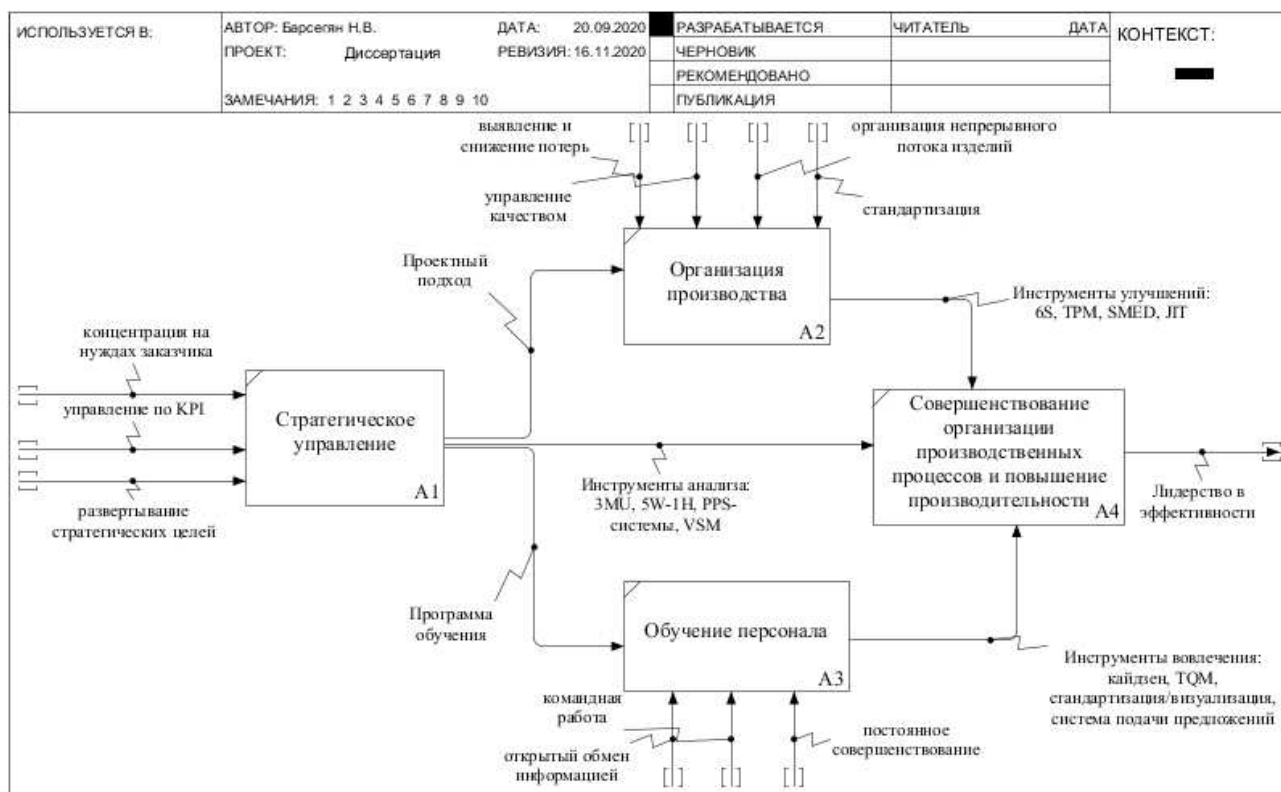 ИСПОЛЬЗУЕТСЯ В:
АВТОР: Барсегян Н.В.
ДАТА: 20.09.2020
ПРОЕКТ: Диссертация
РЕВИЗИЯ: 16.11.2020
ЗАМЕЧАНИЯ: 1 2 3 4 5 6 7 8 9 10
РАЗРАБАТЫВАЕТСЯ
ЧЕРНОВИК
РЕКОМЕНДОВАНО
ПУБЛИКАЦИЯ
ЧИТАТЕЛЬ
ДАТА
КОНТЕКСТ:
выявление и
снижение потерь
управление
качеством
организация непрерывного
потока изделий
стандартизация
Проектный
подход
Организация
производства
A2
Инструменты улучшений:
6S, TPM, SMED, JIT
концентрация на
нуждах заказчика
управление по KPI
развертывание
стратегических целей
Стратегическое
управление
A1
Инструменты анализа:
3MU, 5W-1H, PPS-
системы, VSM
Совершенствование
организации
производственных
процессов и повышение
производительности
A4
Лидерство в
эффективности
Программа
обучения
Обучение персонала
A3
Инструменты вовлечения:
кайдзен, TQM,
стандартизация/визуализация,
система подачи предложений
командная
работа
открытый обмен
информацией
постоянное
совершенствование